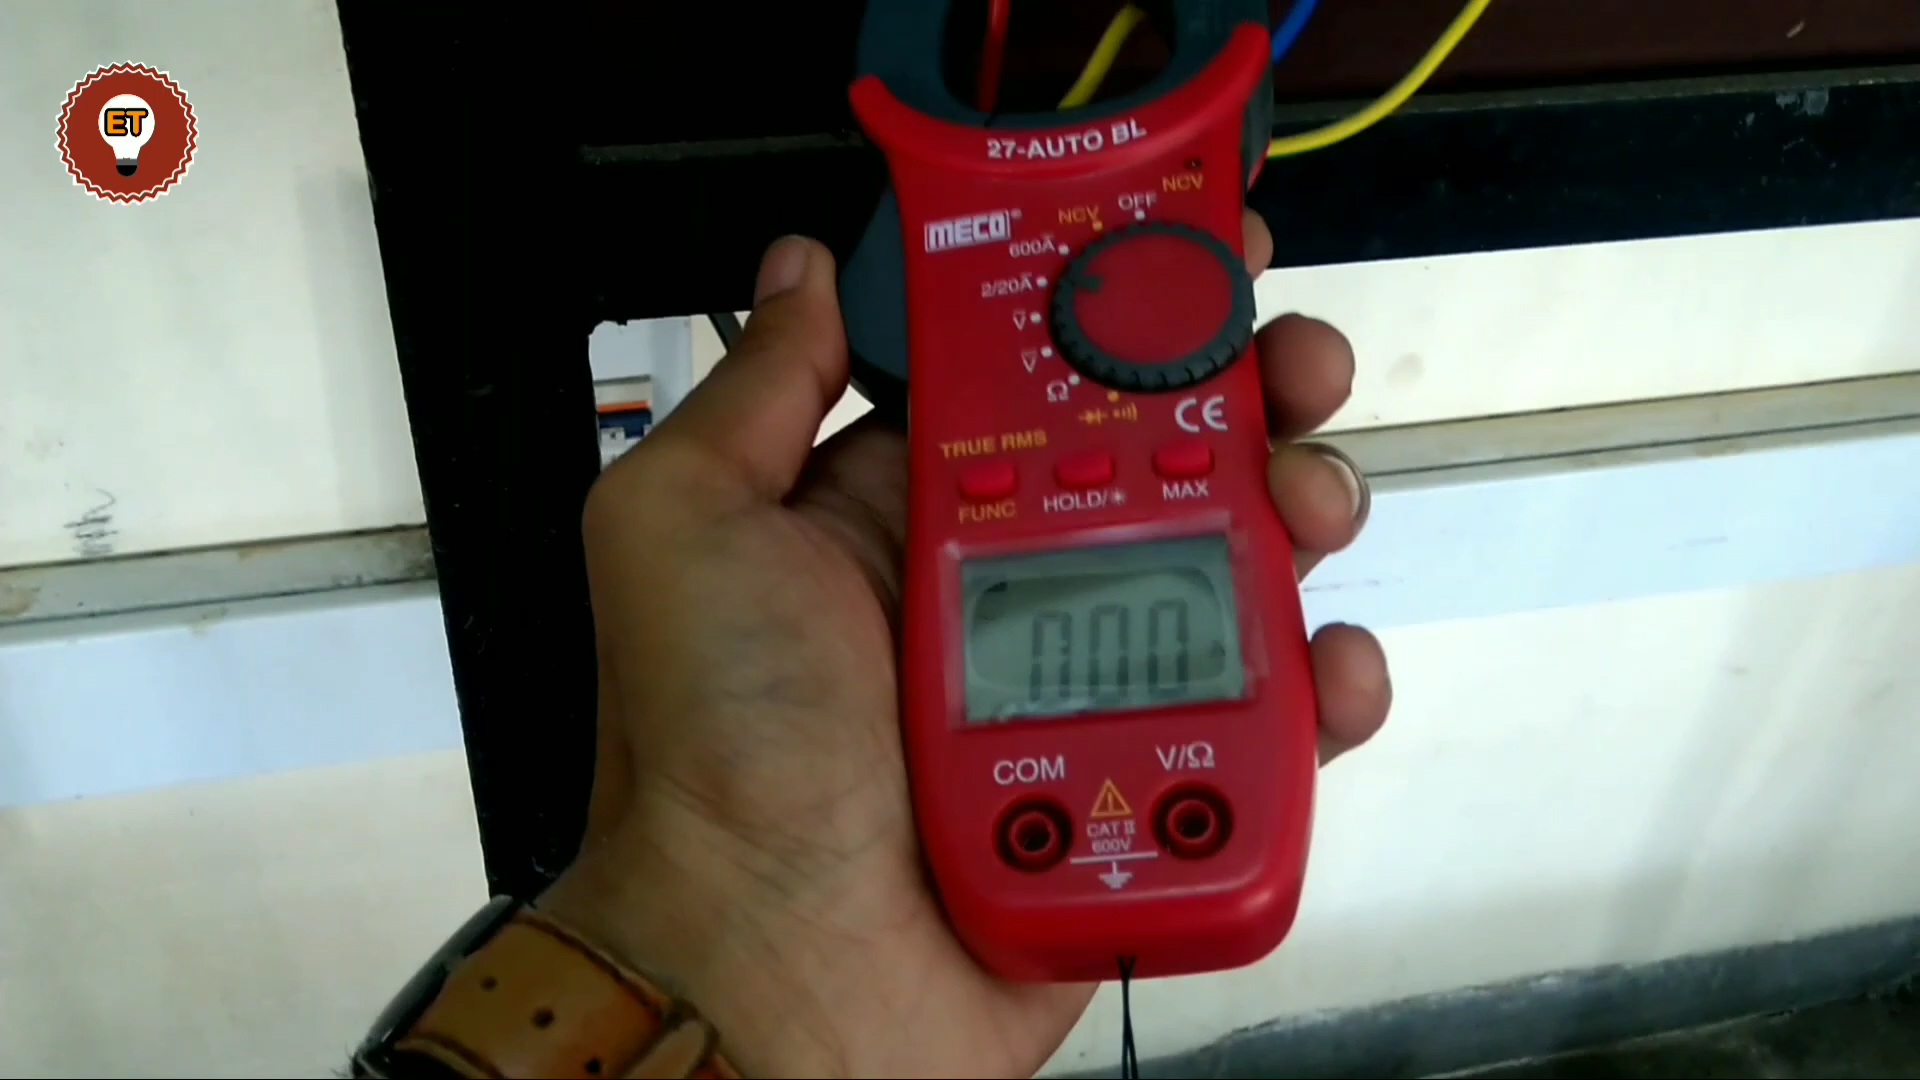 ET
27-AUTO BL
MECO®
NCV OFF NCV
600A
2/20A
V
V
Ω
CE
TRUE RMS
FUNC HOLD/☀ MAX
000
COM V/Ω
CAT II
600V